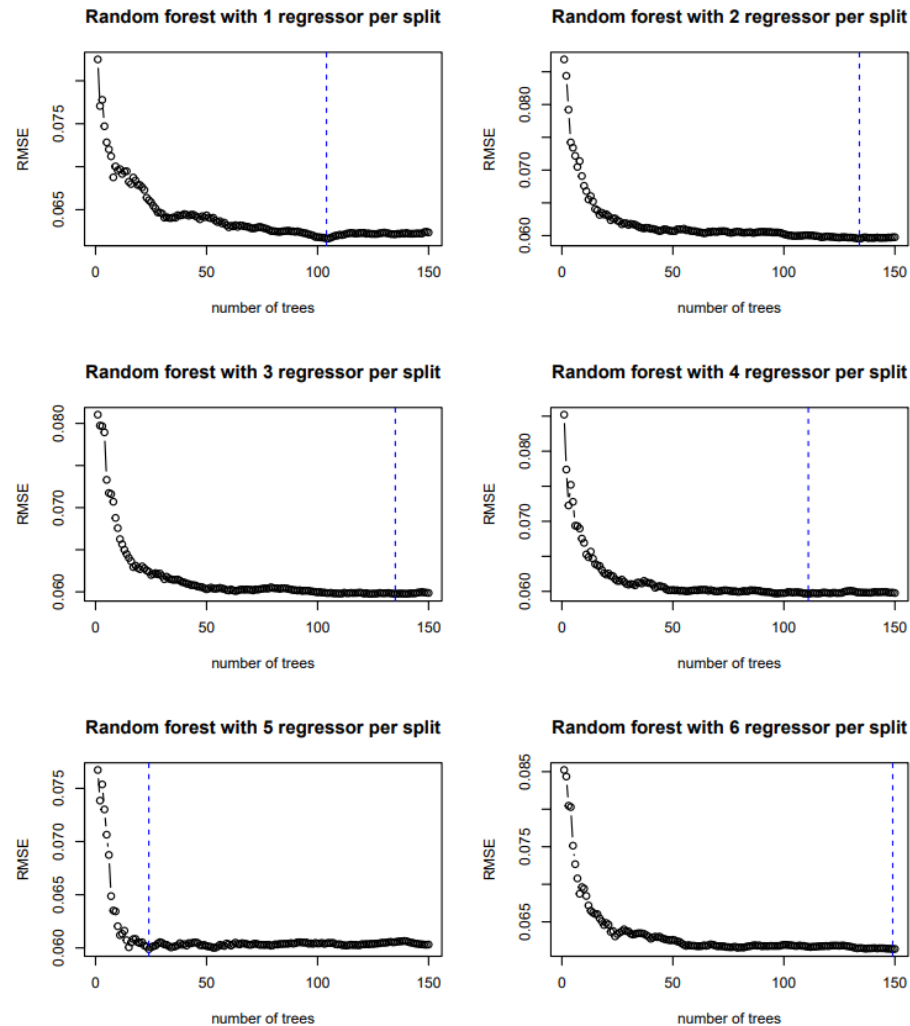 Random forest with 1 regressor per split
RMSE
0.065 0.075
0 50 100 150
number of trees
Random forest with 2 regressor per split
RMSE
0.060 0.070 0.080
0 50 100 150
number of trees
Random forest with 3 regressor per split
RMSE
0.060 0.070 0.080
0 50 100 150
number of trees
Random forest with 4 regressor per split
RMSE
0.060 0.070 0.080
0 50 100 150
number of trees
Random forest with 5 regressor per split
RMSE
0.060 0.065 0.070 0.075
0 50 100 150
number of trees
Random forest with 6 regressor per split
RMSE
0.065 0.075 0.085
0 50 100 150
number of trees